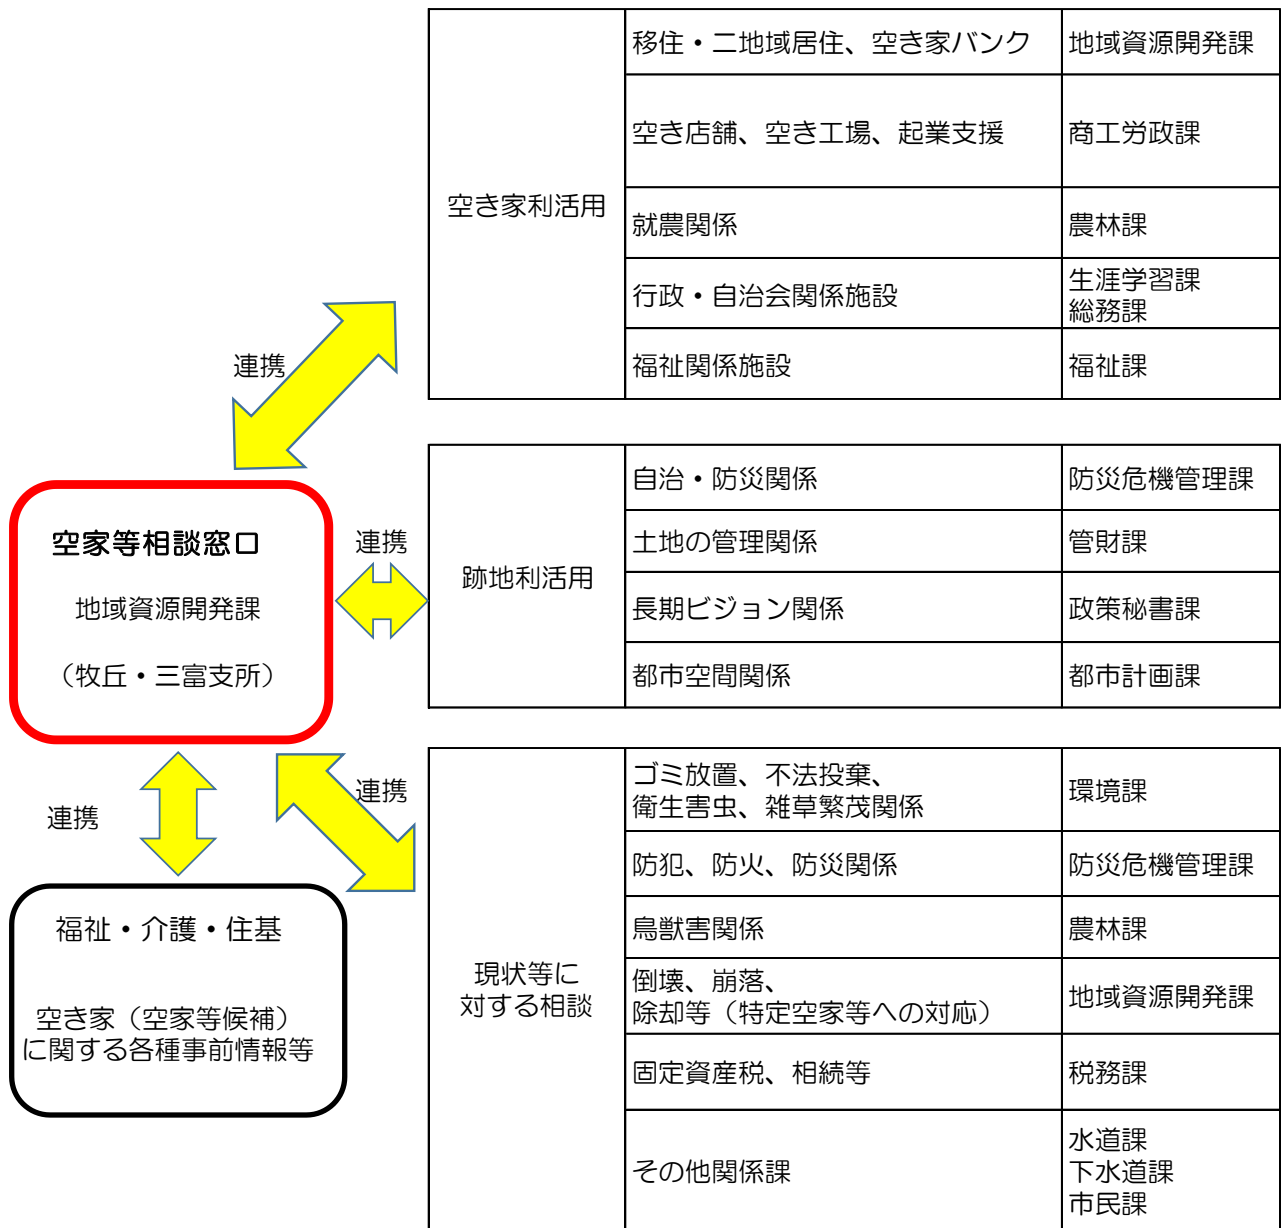 空き家利活用
移住・二地域居住、空き家バンク
地域資源開発課
空き店舗、空き工場、起業支援
商工労政課
就農関係
農林課
行政・自治会関係施設
生涯学習課
総務課
福祉関係施設
福祉課
連携
空家等相談窓口
地域資源開発課
（牧丘・三富支所）
連携
跡地利活用
自治・防災関係
防災危機管理課
土地の管理関係
管財課
長期ビジョン関係
政策秘書課
都市空間関係
都市計画課
連携
連携
福祉・介護・住基
空き家（空家等候補）
に関する各種事前情報等
現状等に
対する相談
ゴミ放置、不法投棄、
衛生害虫、雑草繁茂関係
環境課
防犯、防火、防災関係
防災危機管理課
鳥獣害関係
農林課
倒壊、崩落、
除却等（特定空家等への対応）
地域資源開発課
固定資産税、相続等
税務課
その他関係課
水道課
下水道課
市民課